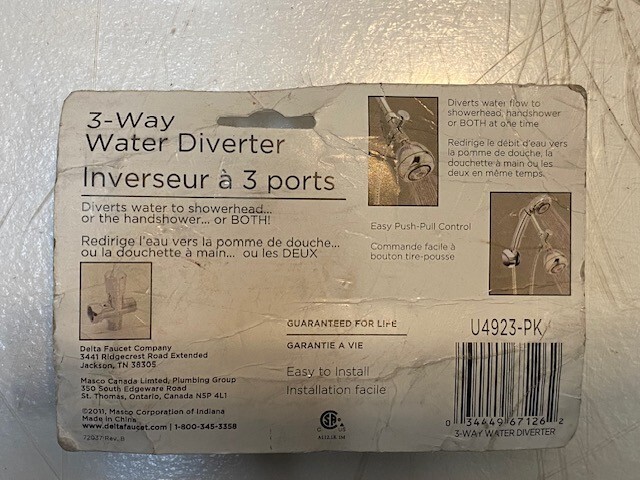 3-Way
Water Diverter
Inverseur à 3 ports
Diverts water to showerhead...
or the handshower... or BOTH!
Redirige l'eau vers la pomme de douche...
ou la douchette à main... ou les DEUX
Diverts water flow to
showerhead, handshower
or BOTH at one time
Redirige le débit d'eau vers
la pomme de douche, la
douchette à main ou les
deux en même temps.
Easy Push-Pull Control
Commande facile à
bouton tire-pousse
Delta Faucet Company
3441 Ridgecrest Road Extended
Jackson, TN 38305
Masco Canada Limted, Plumbing Group
350 South Edgeware Road
St. Thomas, Ontario, Canada N5P 4L1
©2011, Masco Corporation of Indiana
Made in China
www.deltafaucet.com | 1-800-345-3358
72037 Rev. B
GUARANTEED FOR LIFE
GARANTIE A VIE
Easy to Install
Installation facile
U4923-PK
0 34449 67126 2
3-WAY WATER DIVERTER